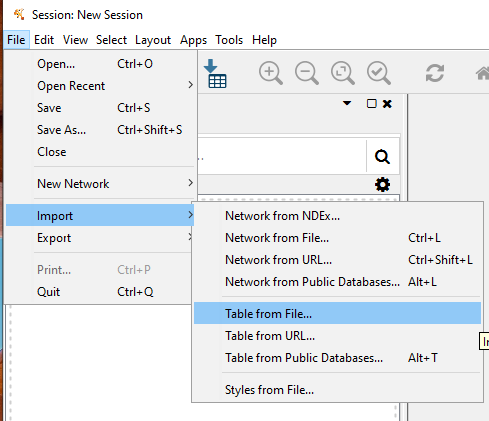 Session: New Session
File Edit View Select Layout Apps Tools Help
Open... Ctrl+O
Open Recent
Save Ctrl+S
Save As... Ctrl+Shift+S
Close
New Network
Import
Export
Print... Ctrl+P
Quit Ctrl+Q
Network from NDEx...
Network from File... Ctrl+L
Network from URL... Ctrl+Shift+L
Network from Public Databases... Alt+L
Table from File...
Table from URL...
Table from Public Databases... Alt+T
Styles from File...